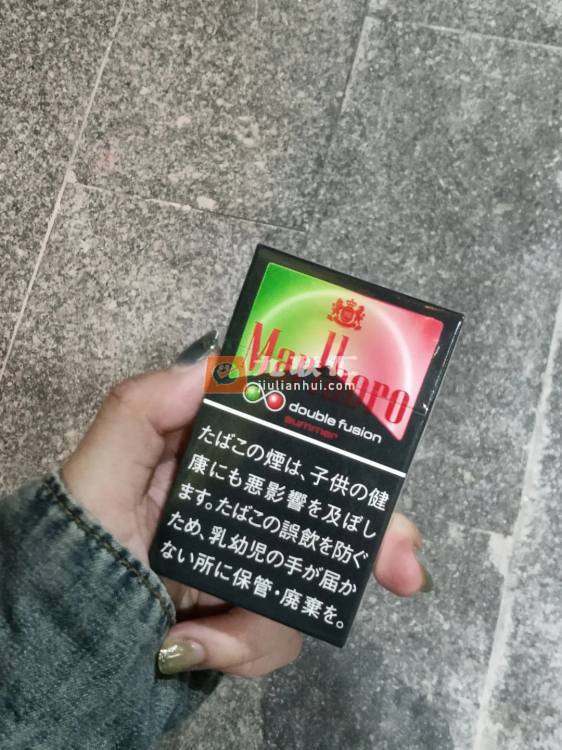 Marlboro
jiulianhui.com
double fusion
summer
たばこの煙は、子供の健
康にも悪影響を及ぼし
ます。たばこの誤飲を防ぐ
ため、乳幼児の手が届か
ない所に保管・廃棄を。